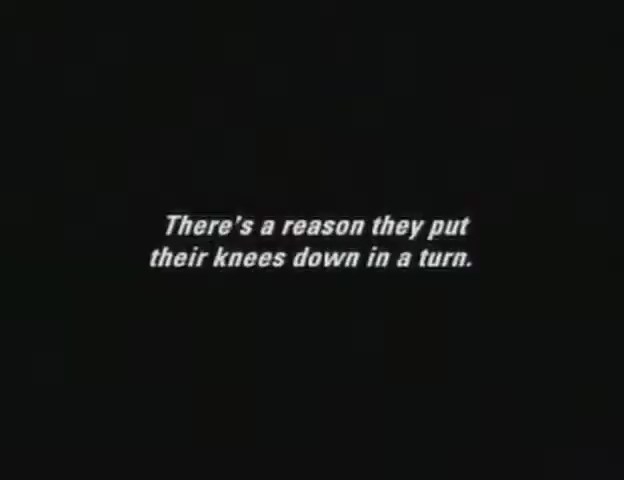 There's a reason they put
their knees down in a turn.